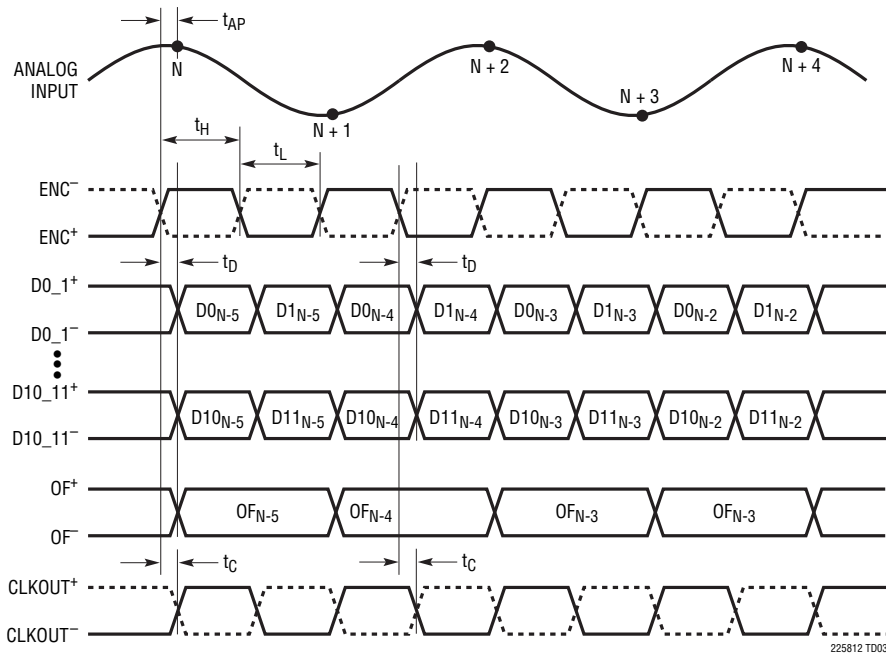 tAP
ANALOG
INPUT
N
N + 1
N + 2
N + 3
N + 4
tH
tL
ENC–
ENC+
tD
tD
D0_1+
D0_1–
D0N-5
D1N-5
D0N-4
D1N-4
D0N-3
D1N-3
D0N-2
D1N-2
D10_11+
D10_11–
D10N-5
D11N-5
D10N-4
D11N-4
D10N-3
D11N-3
D10N-2
D11N-2
OF+
OF–
OFN-5
OFN-4
OFN-3
OFN-3
tC
tC
CLKOUT+
CLKOUT–
225812 TD03